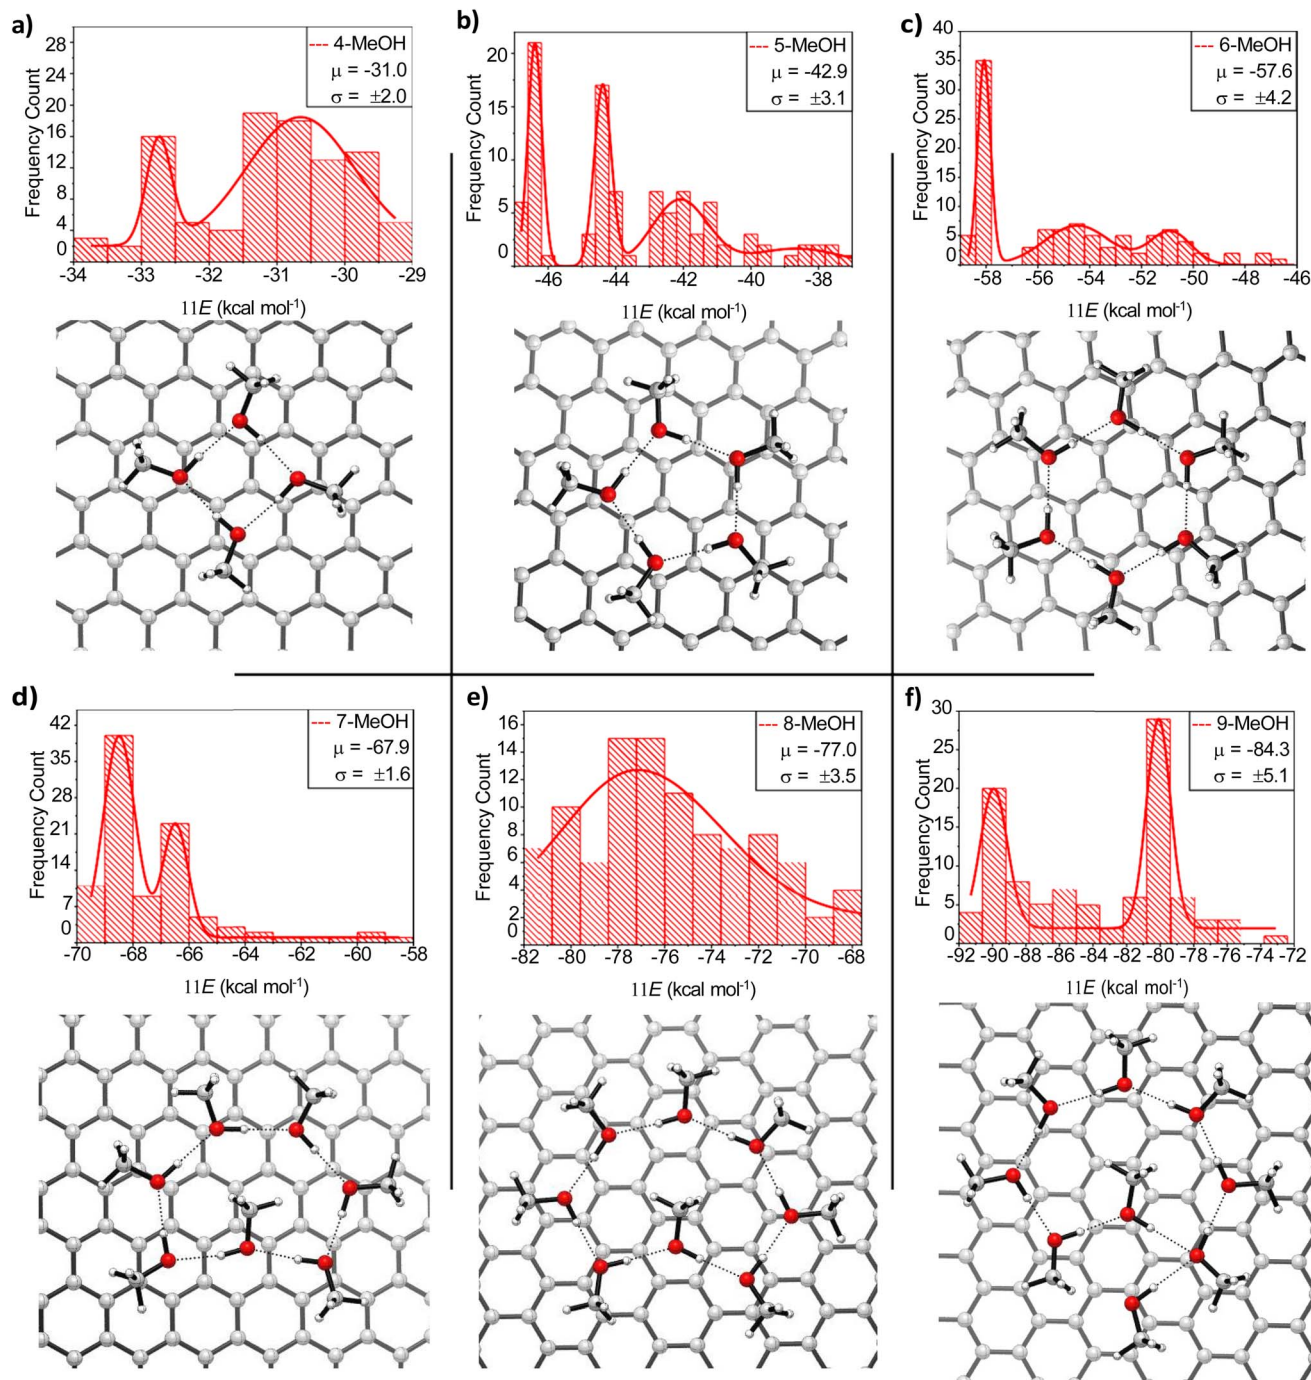 a)
28
24
20
16
12
8
4
0
Frequency Count
4-MeOH
μ = -31.0
σ = ±2.0
-34 -33 -32 -31 -30 -29
11E (kcal mol-1)
b)
20
15
10
5
0
Frequency Count
5-MeOH
μ = -42.9
σ = ±3.1
-46 -44 -42 -40 -38 -36
11E (kcal mol-1)
c)
40
35
30
25
20
15
10
5
0
Frequency Count
6-MeOH
μ = -57.6
σ = ±4.2
-58 -56 -54 -52 -50 -48 -46
11E (kcal mol-1)
d)
42
35
28
21
14
7
0
Frequency Count
7-MeOH
μ = -67.9
σ = ±1.6
-70 -68 -66 -64 -62 -60 -58
11E (kcal mol-1)
e)
16
14
12
10
8
6
4
2
0
Frequency Count
8-MeOH
μ = -77.0
σ = ±3.5
-82 -80 -78 -76 -74 -72 -70 -68
11E (kcal mol-1)
f)
30
25
20
15
10
5
0
Frequency Count
9-MeOH
μ = -84.3
σ = ±5.1
-92 -90 -88 -86 -84 -82 -80 -78 -76 -74 -72
11E (kcal mol-1)